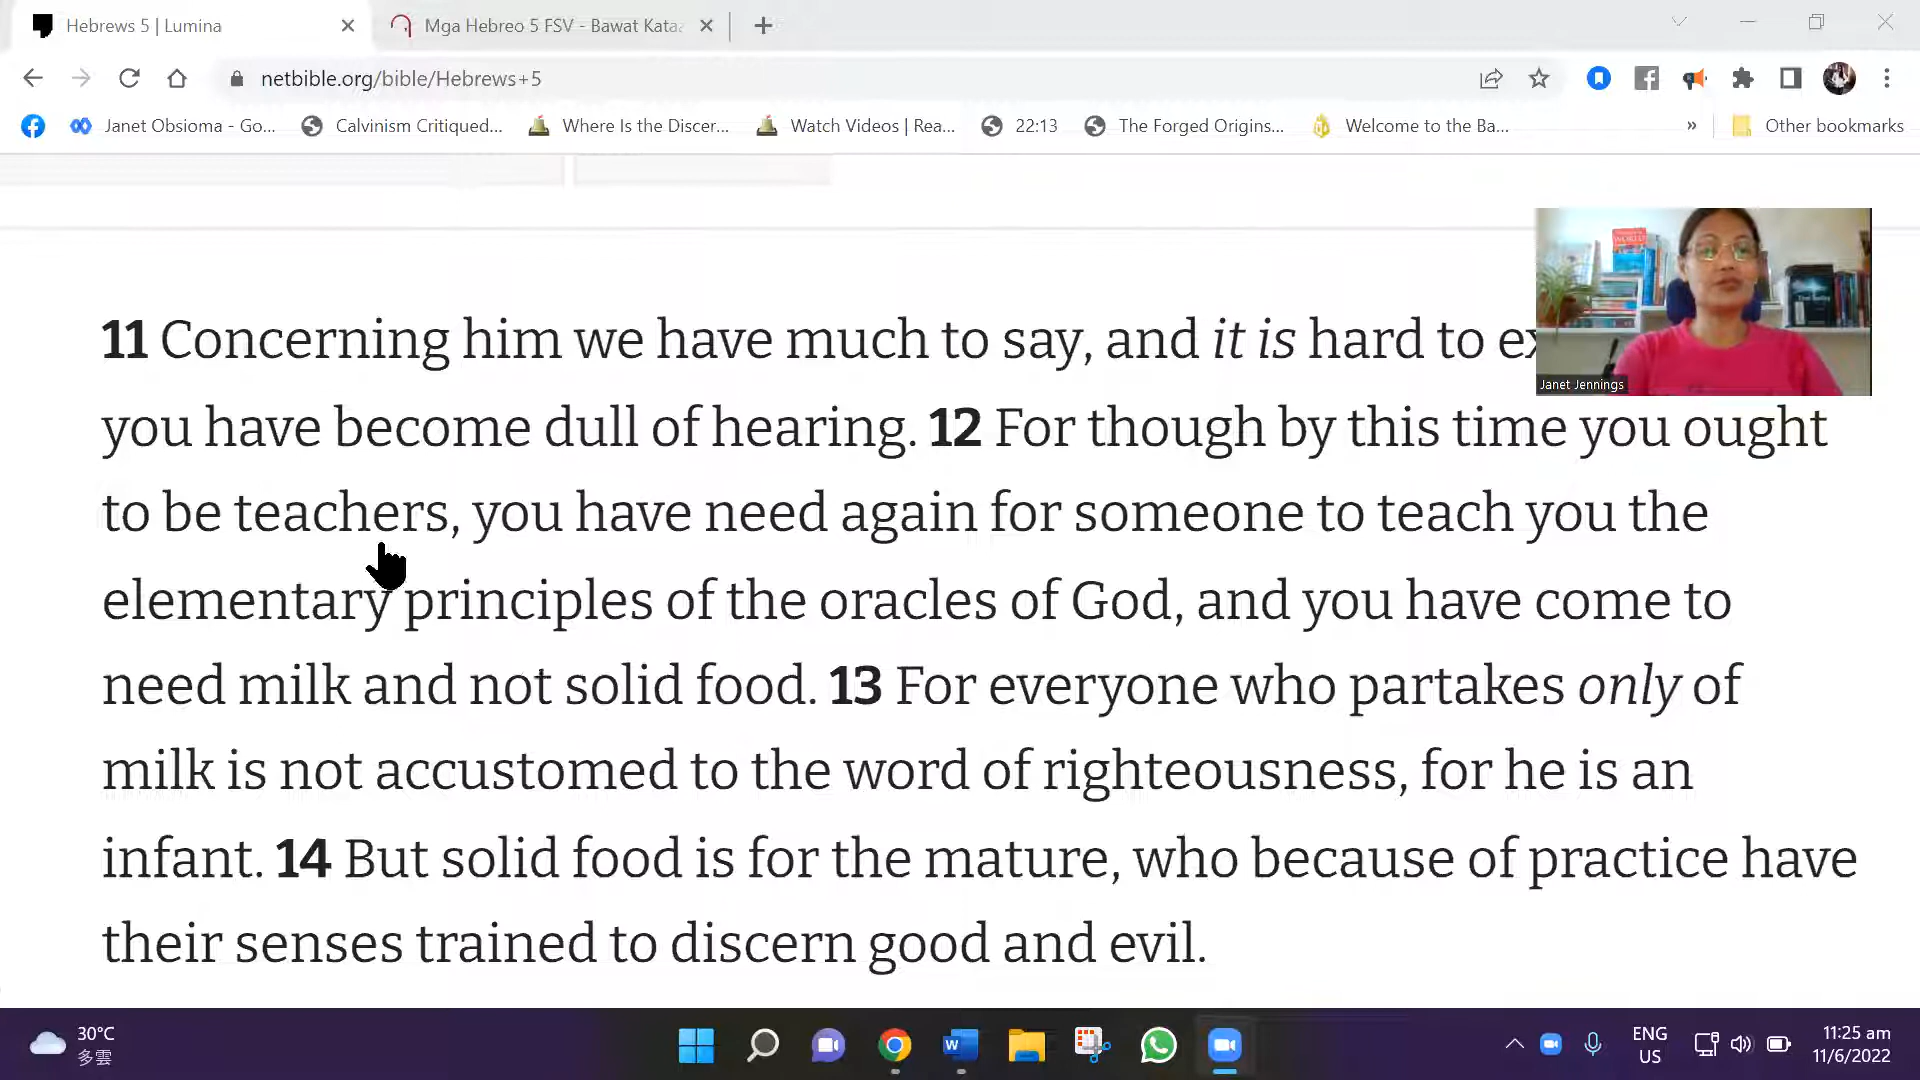 Hebrews 5 | Lumina
Mga Hebreo 5 FSV - Bawat Kata
netbible.org/bible/Hebrews+5
Janet Obsioma - Go...
Calvinism Critiqued...
Where Is the Discer...
Watch Videos | Rea...
22:13
The Forged Origins...
Welcome to the Ba...
»
Other bookmarks
11 Concerning him we have much to say, and it is hard to ex
you have become dull of hearing. 12 For though by this time you ought
to be teachers, you have need again for someone to teach you the
elementary principles of the oracles of God, and you have come to
need milk and not solid food. 13 For everyone who partakes only of
milk is not accustomed to the word of righteousness, for he is an
infant. 14 But solid food is for the mature, who because of practice have
their senses trained to discern good and evil.
WORLD
Janet Jennings
30°C
多雲
ENG
US
11:25 am
11/6/2022